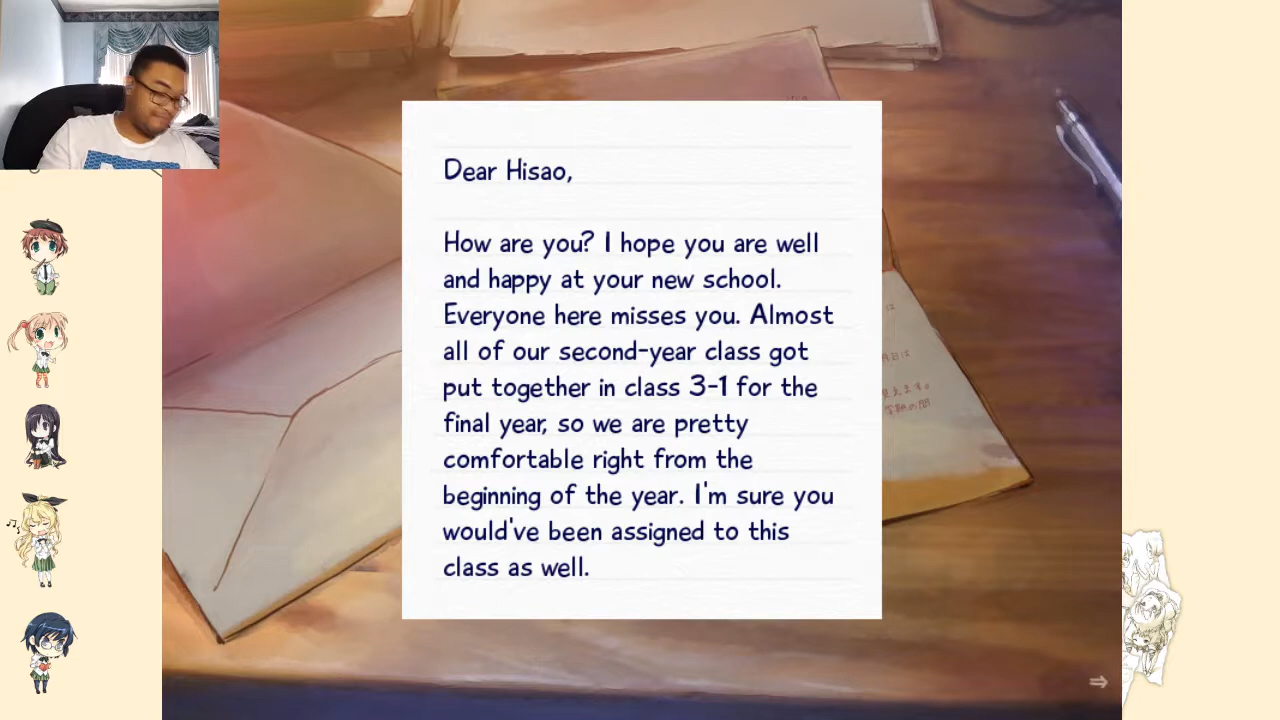 Dear Hisao,
How are you? I hope you are well
and happy at your new school.
Everyone here misses you. Almost
all of our second-year class got
put together in class 3-1 for the
final year, so we are pretty
comfortable right from the
beginning of the year. I'm sure you
would've been assigned to this
class as well.